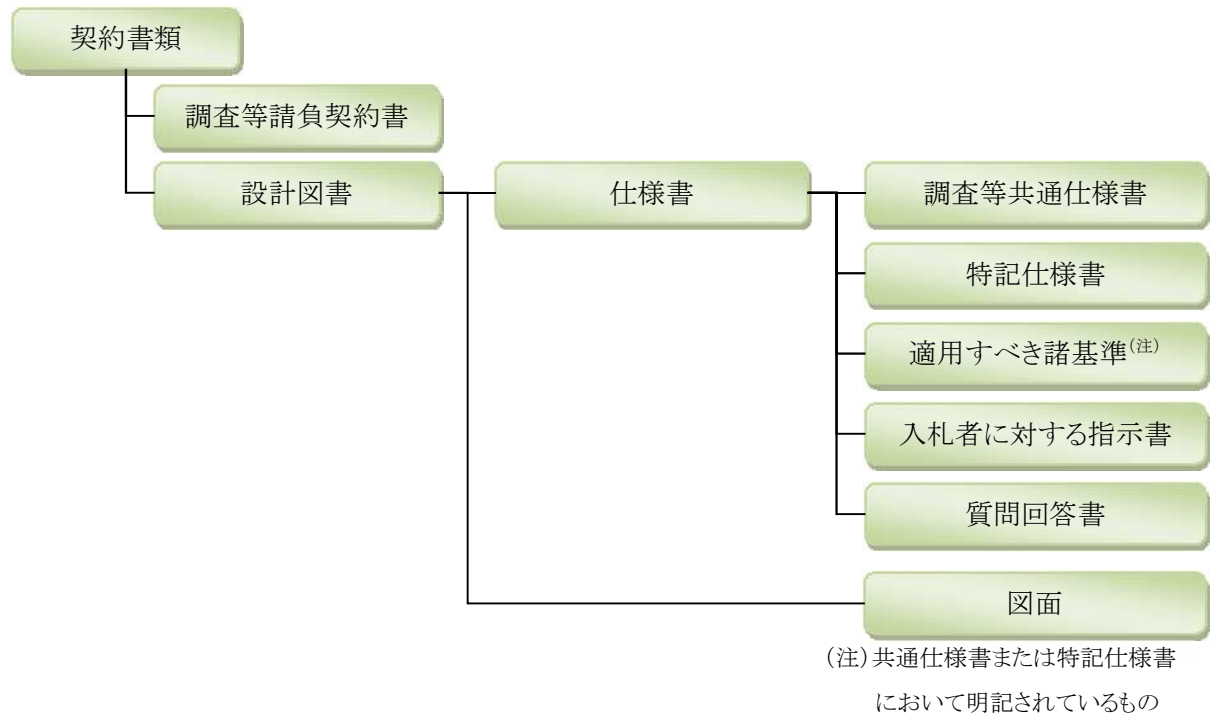 契約書類
調査等請負契約書
設計図書
仕様書
調査等共通仕様書
特記仕様書
適用すべき諸基準(注)
入札者に対する指示書
質問回答書
図面
(注)共通仕様書または特記仕様書
において明記されているもの